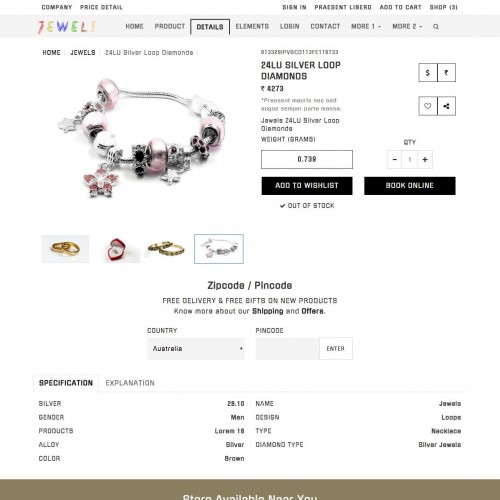 COMPANY PRICE DETAIL SIGN IN PRAESENT LIBERO ADD TO CART SHOP (3)
JEWELS HOME PRODUCT DETAILS ELEMENTS LOGIN CONTACT MORE 1 MORE 2
HOME JEWELS 24LU Silver Loop Diamonds
24LU SILVER LOOP
DIAMONDS
₹ 4273
$ ₹
*Praesent mauris nec sed
augue semper porta massa.
Jewels 24LU Silver Loop
Diamonds
WEIGHT (GRAMS)
QTY
0.739
- 1 +
ADD TO WISHLIST BOOK ONLINE
✓ OUT OF STOCK
Zipcode / Pincode
FREE DELIVERY & FREE GIFTS ON NEW PRODUCTS
Know more about our Shipping and Offers.
COUNTRY PINCODE
Australia ENTER
SPECIFICATION EXPLANATION
SILVER 26.10 NAME Jewels
GENDER Men DESIGN Loops
PRODUCTS Lorem 18 TYPE Necklace
ALLOY Silver DIAMOND TYPE Silver Jewels
COLOR Brown
Store Available Near You